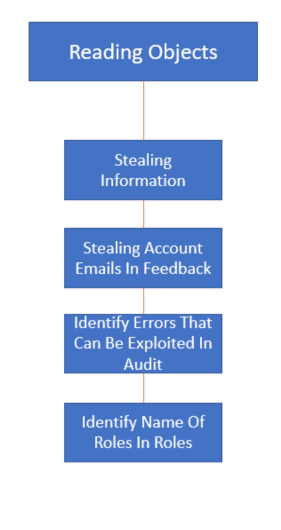 Reading Objects
Stealing
Information
Stealing Account
Emails In Feedback
Identify Errors That
Can Be Exploited In
Audit
Identify Name Of
Roles In Roles